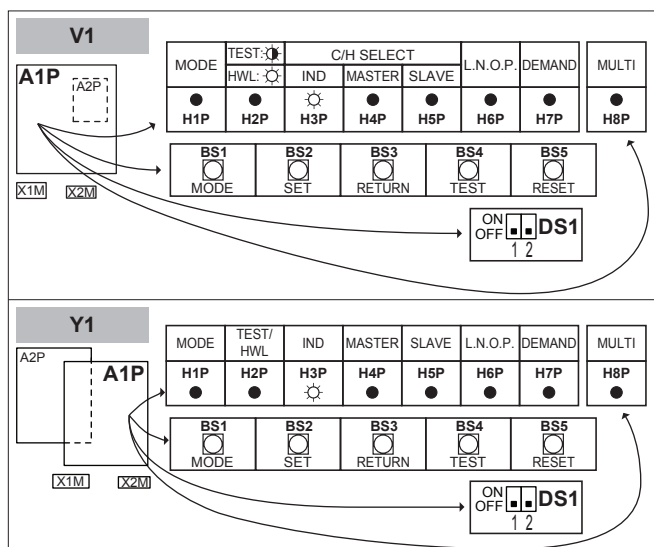 V1
A1P
A2P
X1M X2M
MODE TEST: C/H SELECT L.N.O.P. DEMAND MULTI
HWL: IND MASTER SLAVE
H1P H2P H3P H4P H5P H6P H7P H8P
BS1 BS2 BS3 BS4 BS5
MODE SET RETURN TEST RESET
ON
OFF DS1
1 2
Y1
A2P
A1P
X1M X2M
MODE TEST/ HWL IND MASTER SLAVE L.N.O.P. DEMAND MULTI
H1P H2P H3P H4P H5P H6P H7P H8P
BS1 BS2 BS3 BS4 BS5
MODE SET RETURN TEST RESET
ON
OFF DS1
1 2